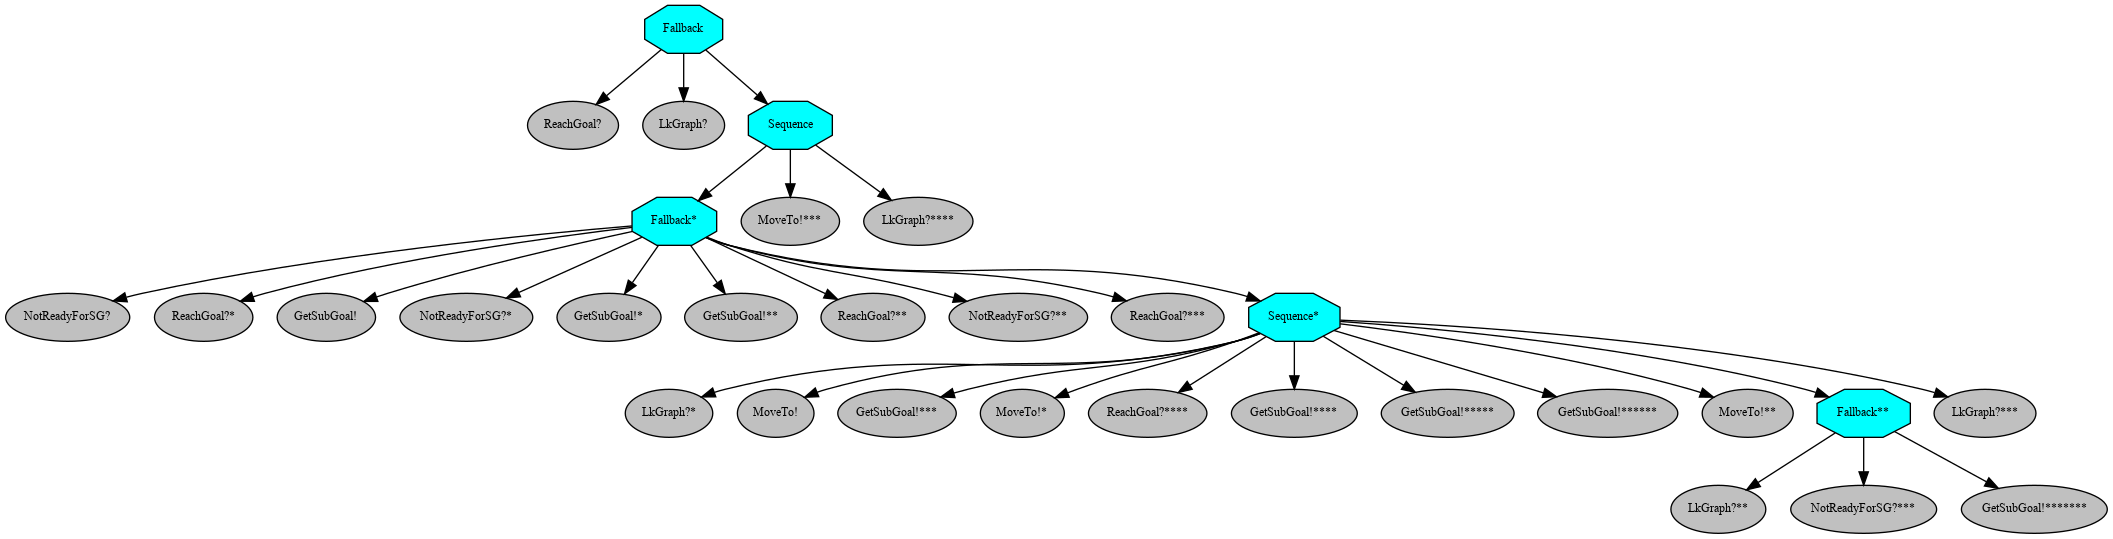 Fallback
ReachGoal?
LkGraph?
Sequence
Fallback*
MoveTo!***
LkGraph?****
NotReadyForSG?
ReachGoal?*
GetSubGoal!
NotReadyForSG?*
GetSubGoal!*
GetSubGoal!**
ReachGoal?**
NotReadyForSG?**
ReachGoal?***
Sequence*
LkGraph?*
MoveTo!
GetSubGoal!***
MoveTo!*
ReachGoal?****
GetSubGoal!****
GetSubGoal!*****
GetSubGoal!******
MoveTo!**
Fallback**
LkGraph?***
LkGraph?**
NotReadyForSG?***
GetSubGoal!*******